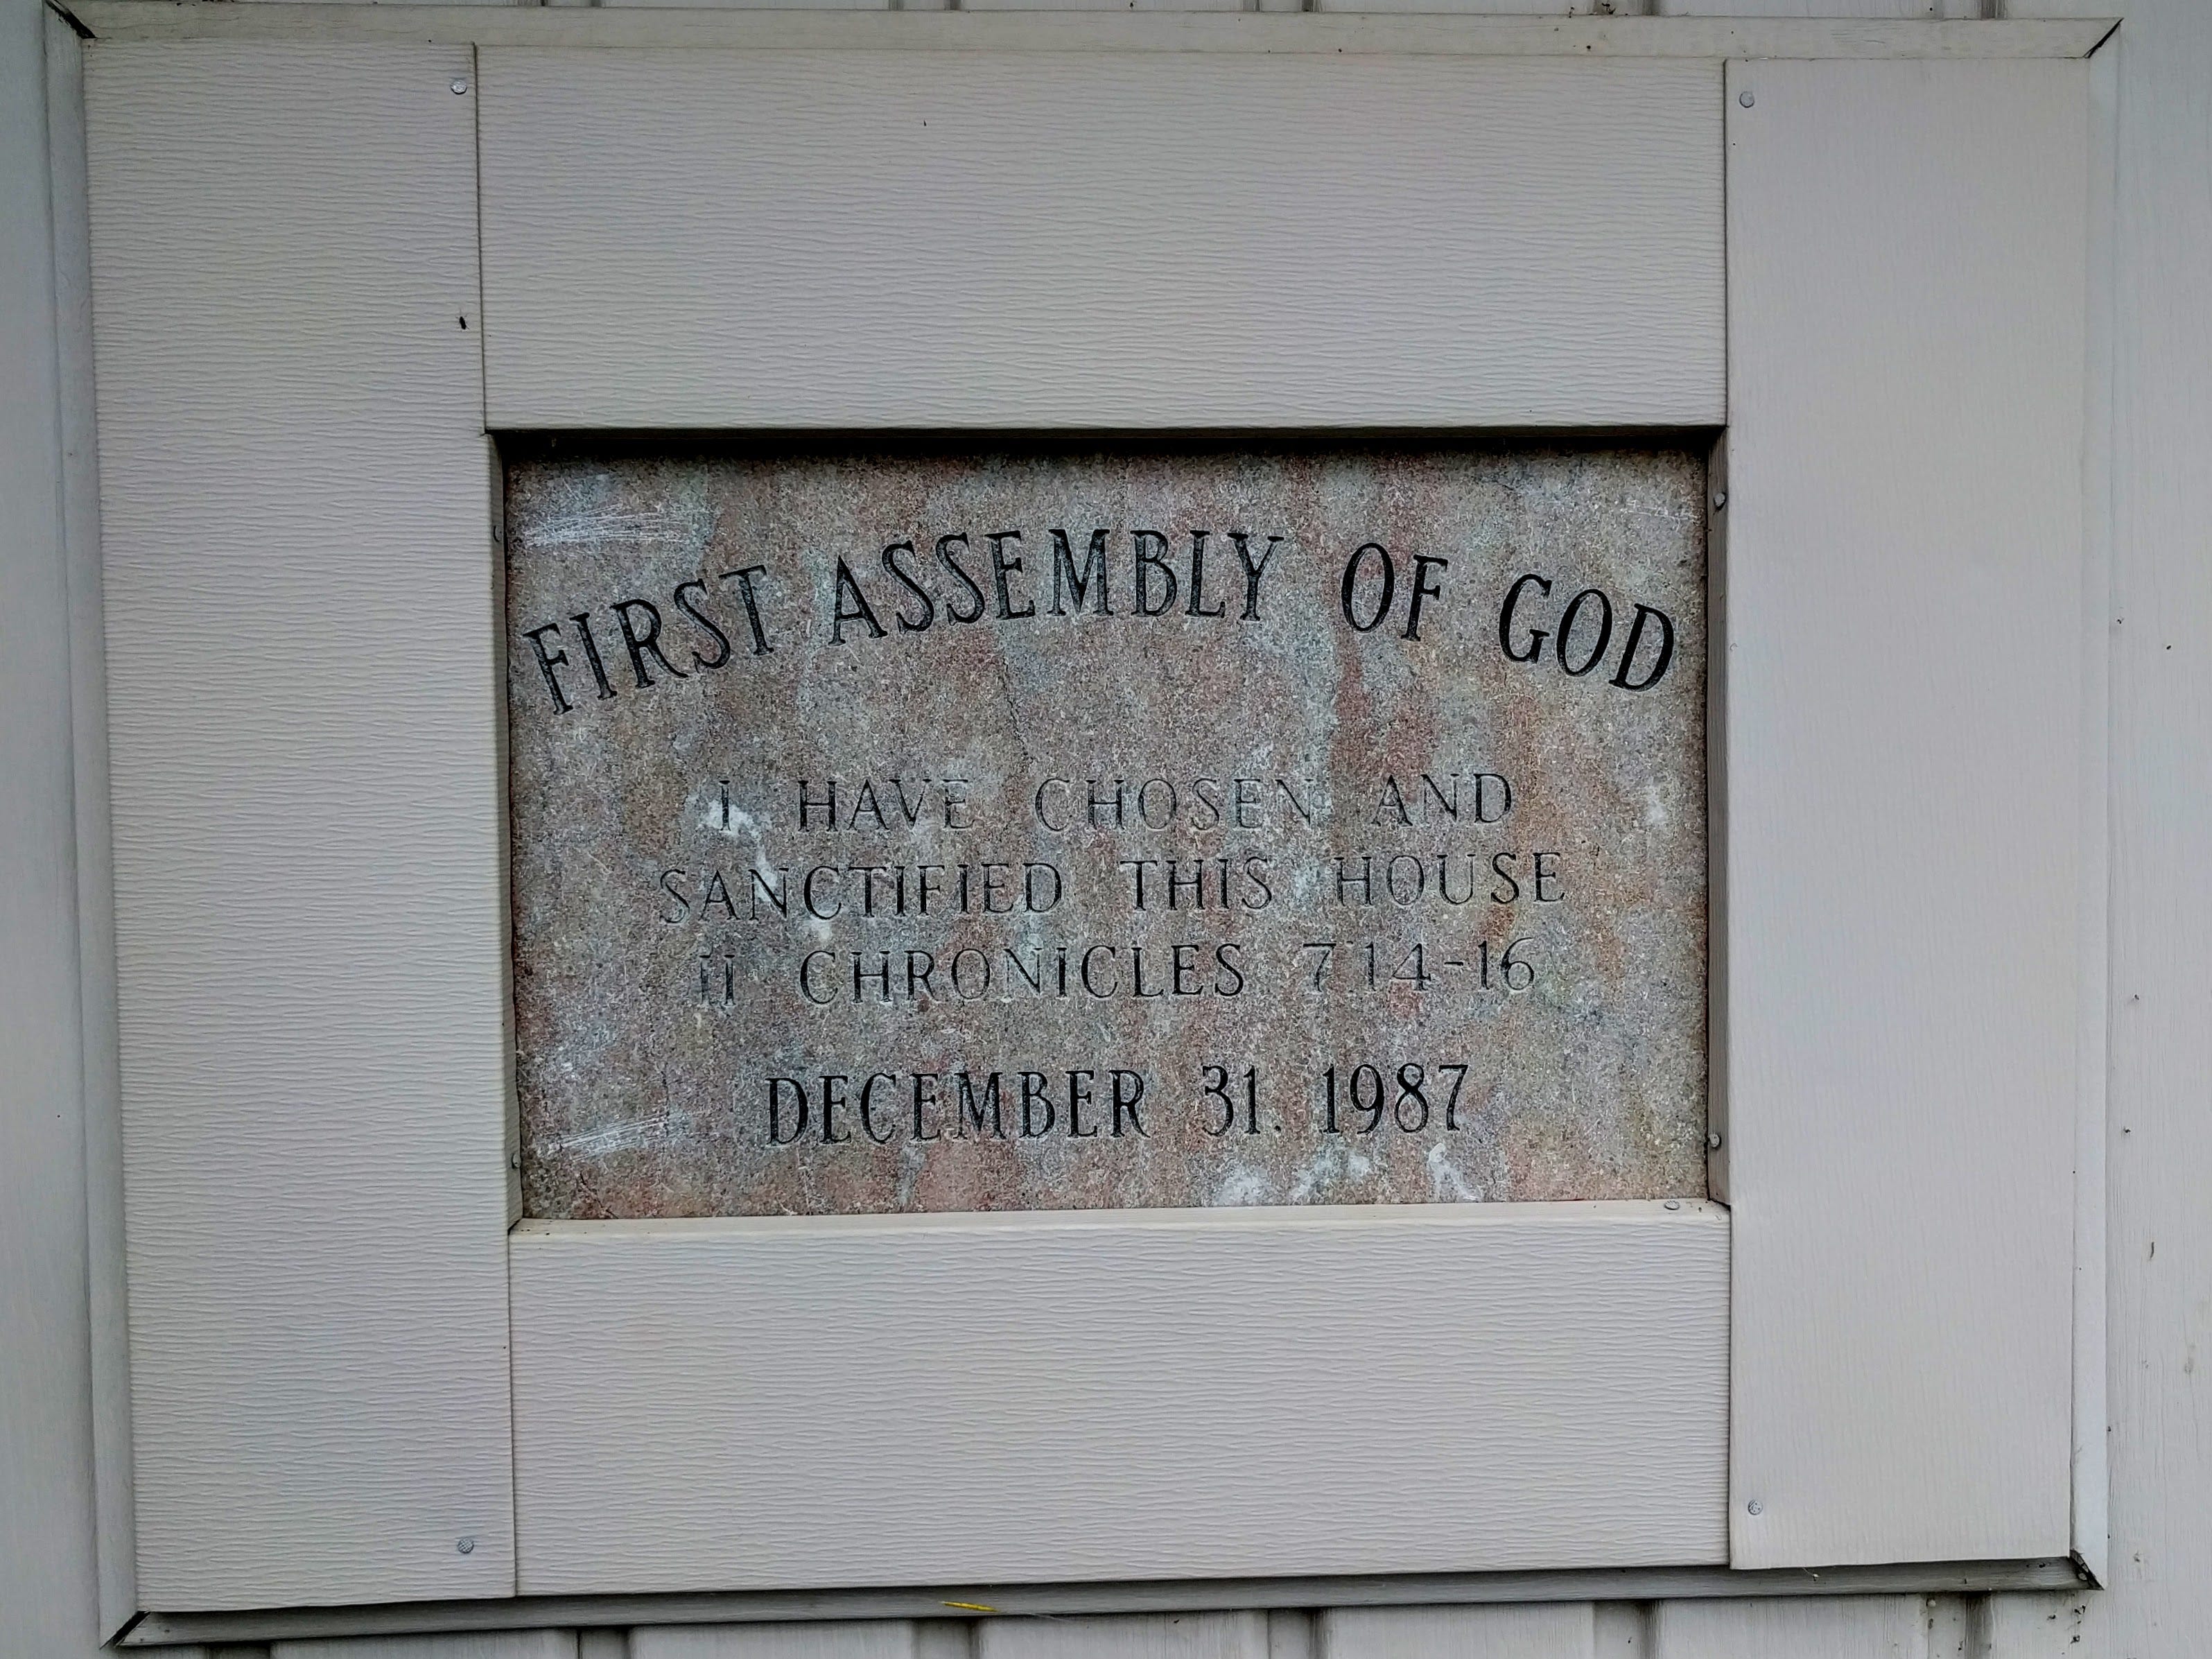 FIRST ASSEMBLY OF GOD
I HAVE CHOSEN AND
SANCTIFIED THIS HOUSE
II CHRONICLES 7 14-16
DECEMBER 31. 1987